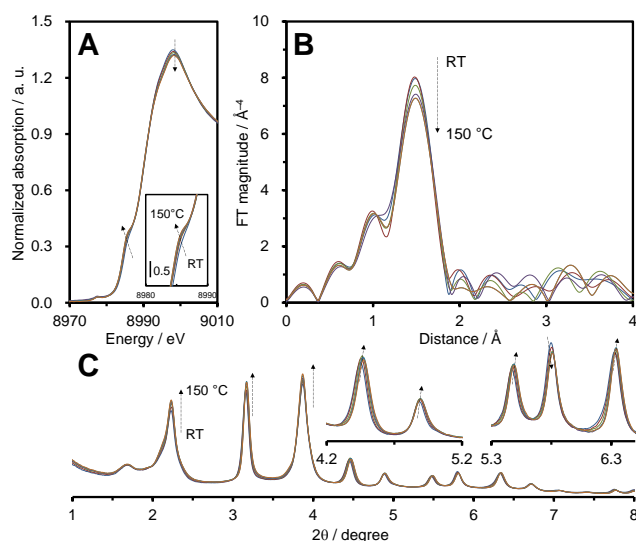 A
Normalized absorption / a. u.
1.5
1.2
0.9
0.6
0.3
0.0
150°C
RT
0.5
8980 8990
8970 8990 9010
Energy / eV
B
FT magnitude / Å⁻⁴
10
8
6
4
2
0
RT
150 °C
0 1 2 3 4
Distance / Å
C
150 °C
RT
4.2 5.2
5.3 6.3
1 2 3 4 5 6 7 8
2θ / degree